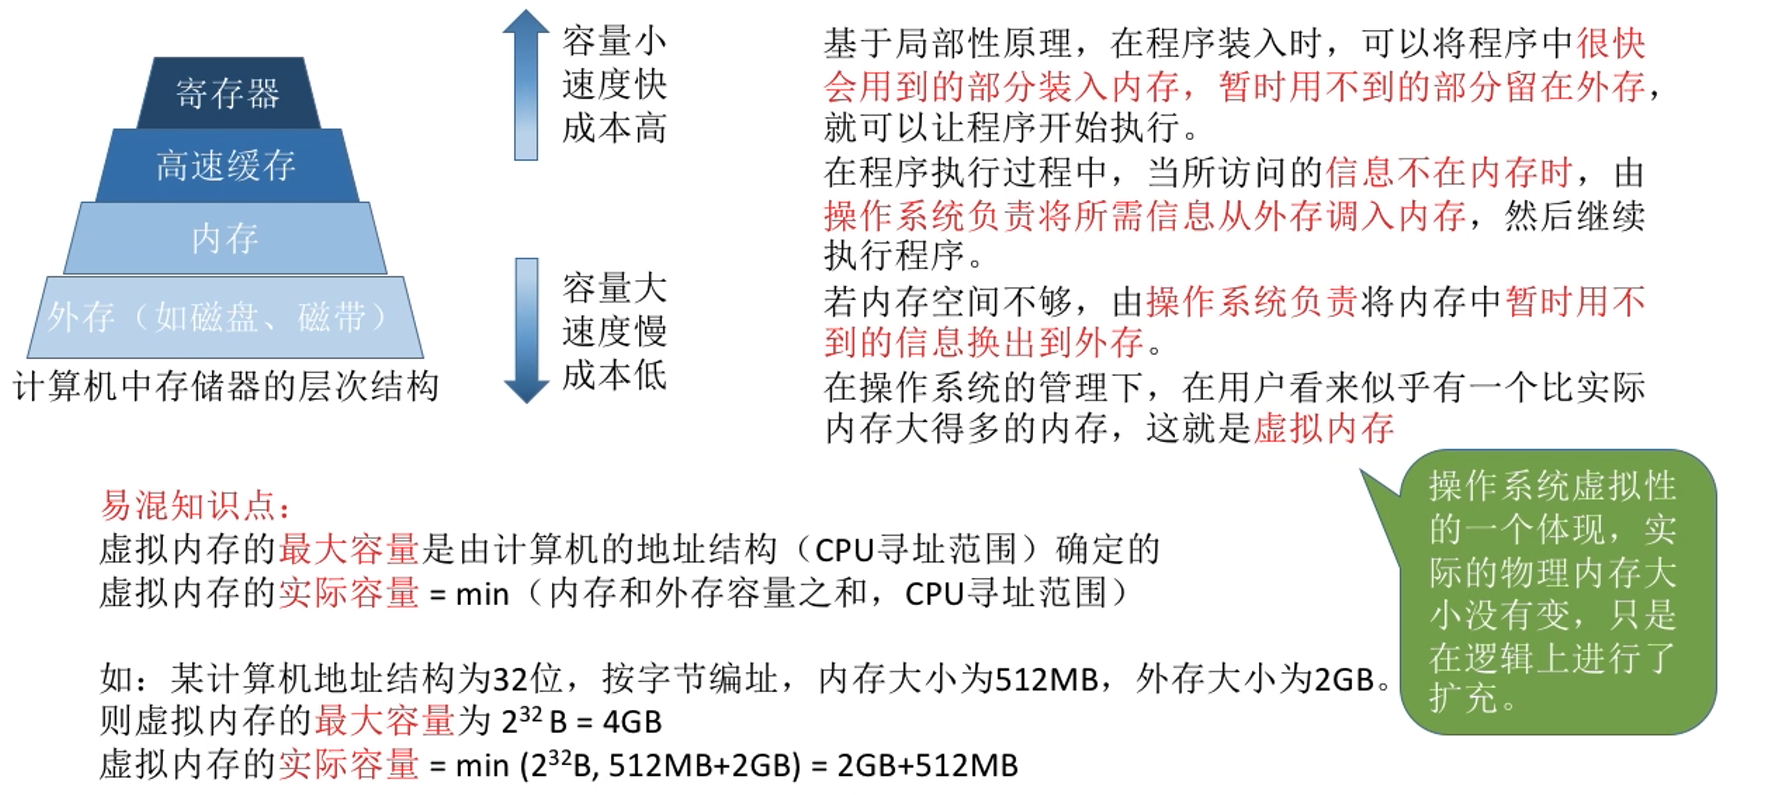 寄存器
高速缓存
内存
外存（如磁盘、磁带）
计算机中存储器的层次结构
容量小
速度快
成本高
容量大
速度慢
成本低
基于局部性原理，在程序装入时，可以将程序中很快
会用到的部分装入内存，暂时用不到的部分留在外存，
就可以让程序开始执行。
在程序执行过程中，当所访问的信息不在内存时，由
操作系统负责将所需信息从外存调入内存，然后继续
执行程序。
若内存空间不够，由操作系统负责将内存中暂时用不
到的信息换出到外存。
在操作系统的管理下，在用户看来似乎有一个比实际
内存大得多的内存，这就是虚拟内存
操作系统虚拟性
的一个体现，实
际的物理内存大
小没有变，只是
在逻辑上进行了
扩充。
易混知识点：
虚拟内存的最大容量是由计算机的地址结构（CPU寻址范围）确定的
虚拟内存的实际容量 = min（内存和外存容量之和，CPU寻址范围）
如：某计算机地址结构为32位，按字节编址，内存大小为512MB，外存大小为2GB。
则虚拟内存的最大容量为 2³² B = 4GB
虚拟内存的实际容量 = min (2³²B, 512MB+2GB) = 2GB+512MB